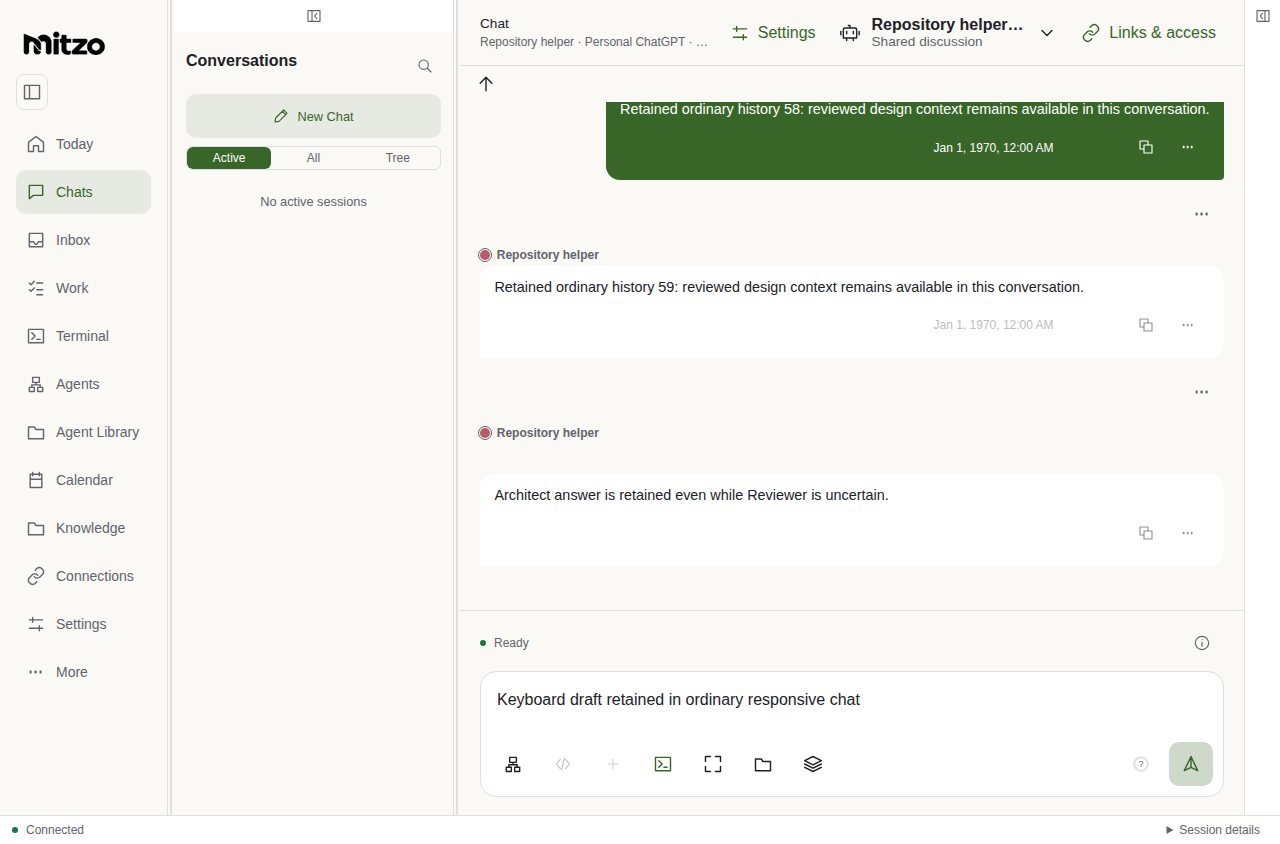 mitzo
Today
Chats
Inbox
Work
Terminal
Agents
Agent Library
Calendar
Knowledge
Connections
Settings
More
Conversations
New Chat
Active
All
Tree
No active sessions
Chat
Repository helper · Personal ChatGPT · …
Settings
Repository helper…
Shared discussion
Links & access
Retained ordinary history 58: reviewed design context remains available in this conversation.
Jan 1, 1970, 12:00 AM
Repository helper
Retained ordinary history 59: reviewed design context remains available in this conversation.
Jan 1, 1970, 12:00 AM
Repository helper
Architect answer is retained even while Reviewer is uncertain.
Ready
Keyboard draft retained in ordinary responsive chat
?
Connected
Session details